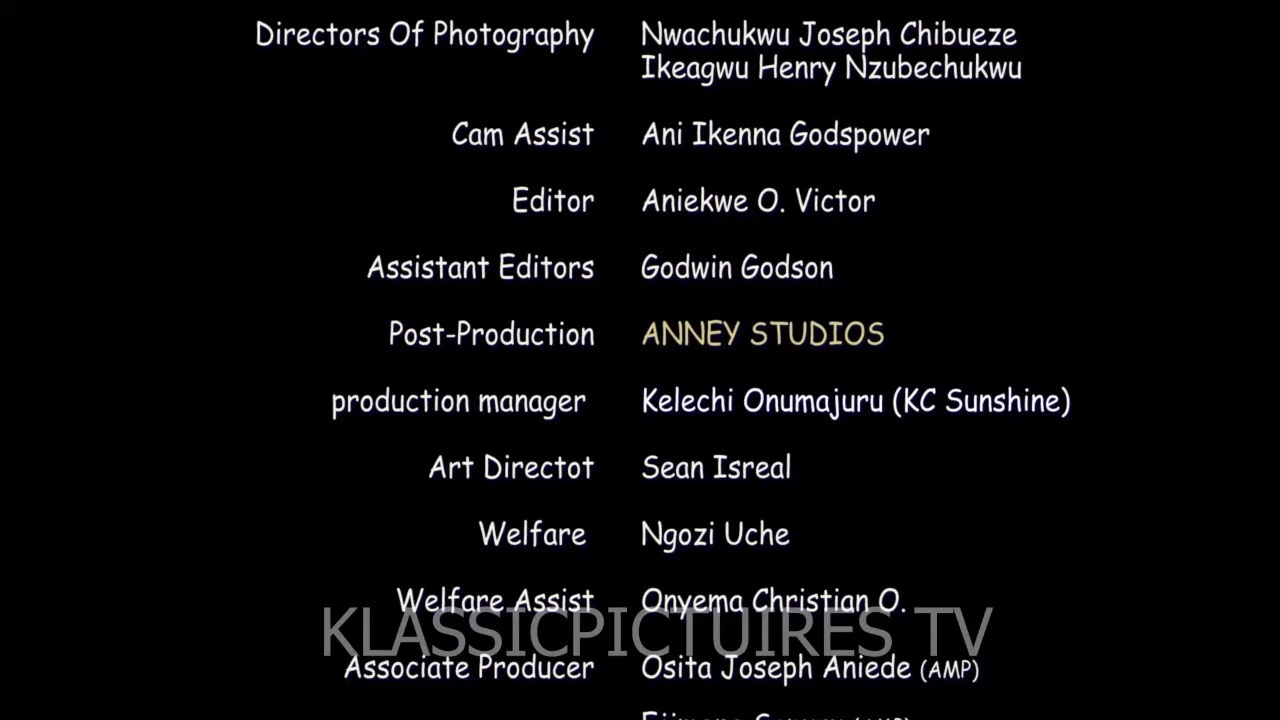 Directors Of Photography Nwachukwu Joseph Chibueze
Ikeagwu Henry Nzubechukwu
Cam Assist Ani Ikenna Godspower
Editor Aniekwe O. Victor
Assistant Editors Godwin Godson
Post-Production ANNEY STUDIOS
production manager Kelechi Onumajuru (KC Sunshine)
Art Directot Sean Isreal
Welfare Ngozi Uche
Welfare Assist Onyema Christian O.
KLASSICPICTUIRES TV
Associate Producer Osita Joseph Aniede (AMP)